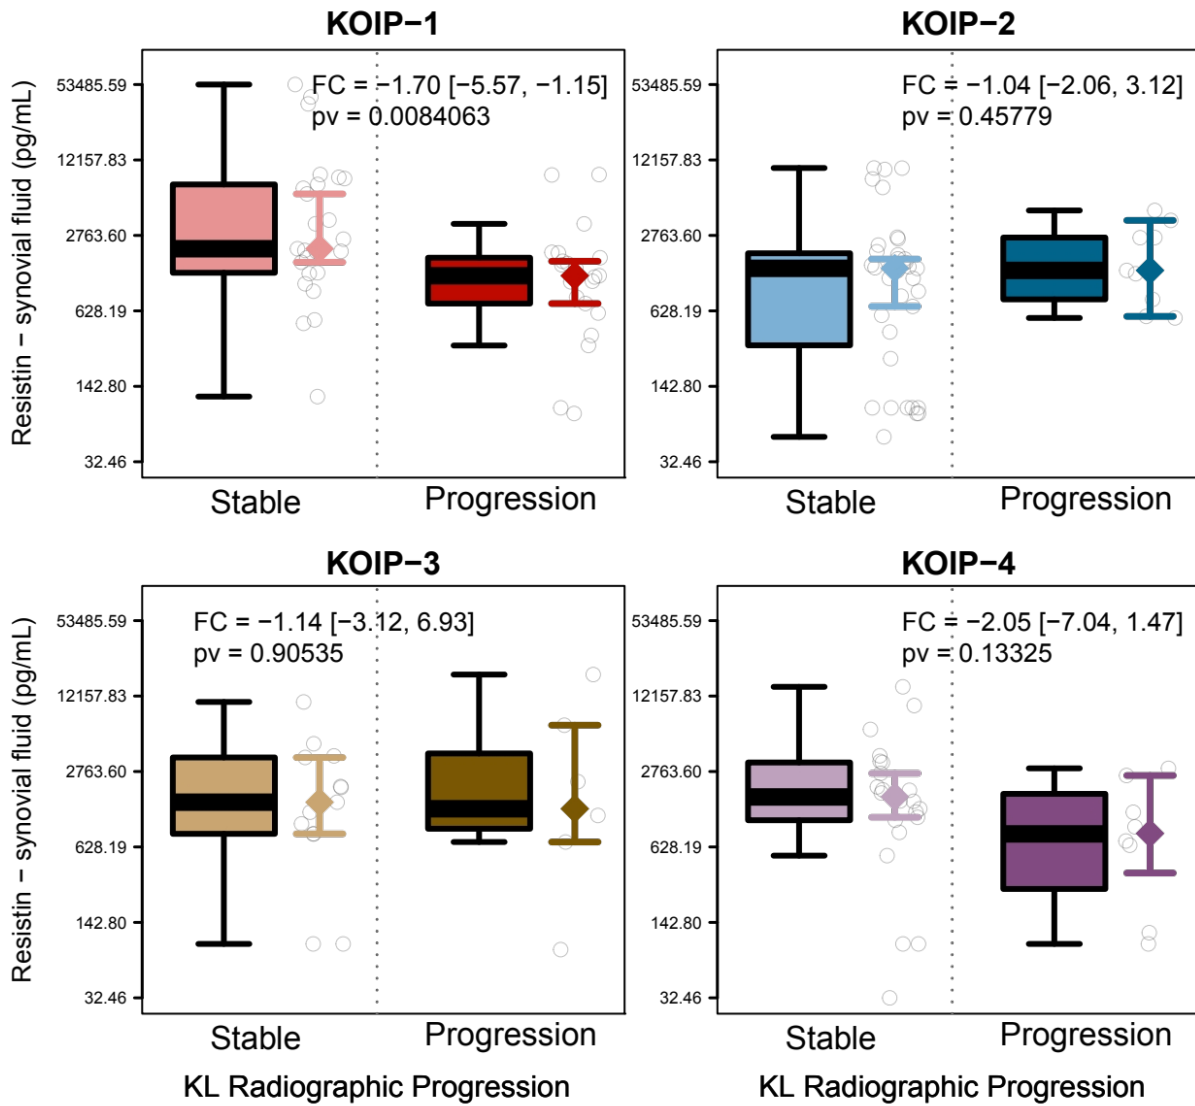 KOIP−1
FC = −1.70 [−5.57, −1.15]
pv = 0.0084063
Resistin − synovial fluid (pg/mL)
53485.59
12157.83
2763.60
628.19
142.80
32.46
Stable
Progression
KOIP−2
FC = −1.04 [−2.06, 3.12]
pv = 0.45779
53485.59
12157.83
2763.60
628.19
142.80
32.46
Stable
Progression
KOIP−3
FC = −1.14 [−3.12, 6.93]
pv = 0.90535
Resistin − synovial fluid (pg/mL)
53485.59
12157.83
2763.60
628.19
142.80
32.46
Stable
Progression
KL Radiographic Progression
KOIP−4
FC = −2.05 [−7.04, 1.47]
pv = 0.13325
53485.59
12157.83
2763.60
628.19
142.80
32.46
Stable
Progression
KL Radiographic Progression